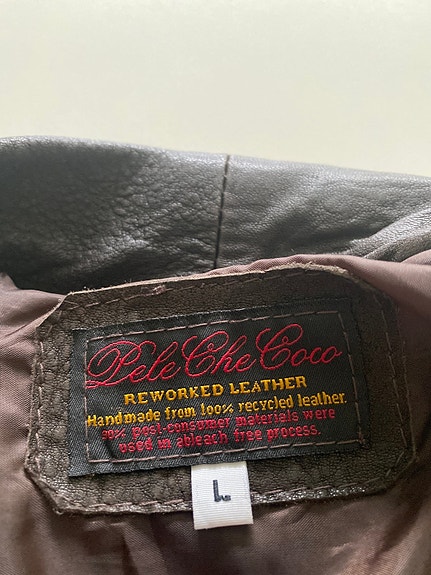 Pele Che Coco
REWORKED LEATHER
Handmade from 100% recycled leather.
90% post-consumer materials were
used in ableach free process.
L